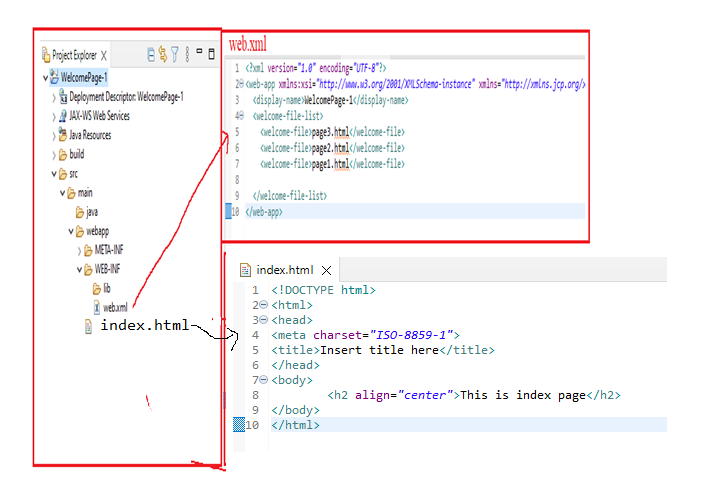 Project Explorer
WelcomePage-1
Deployment Descriptor: WelcomePage-1
JAX-WS Web Services
Java Resources
build
src
main
java
webapp
META-INF
WEB-INF
lib
web.xml
index.html
web.xml
1 <?xml version="1.0" encoding="UTF-8"?>
2 <web-app xmlns:xsi="http://www.w3.org/2001/XMLSchema-instance" xmlns="http://xmlns.jcp.org/
3 <display-name>WelcomePage-1</display-name>
4 <welcome-file-list>
5 <welcome-file>page3.html</welcome-file>
6 <welcome-file>page2.html</welcome-file>
7 <welcome-file>page1.html</welcome-file>
8
9 </welcome-file-list>
10 </web-app>
index.html
1 <!DOCTYPE html>
2 <html>
3 <head>
4 <meta charset="ISO-8859-1">
5 <title>Insert title here</title>
6 </head>
7 <body>
8 <h2 align="center">This is index page</h2>
9 </body>
10 </html>